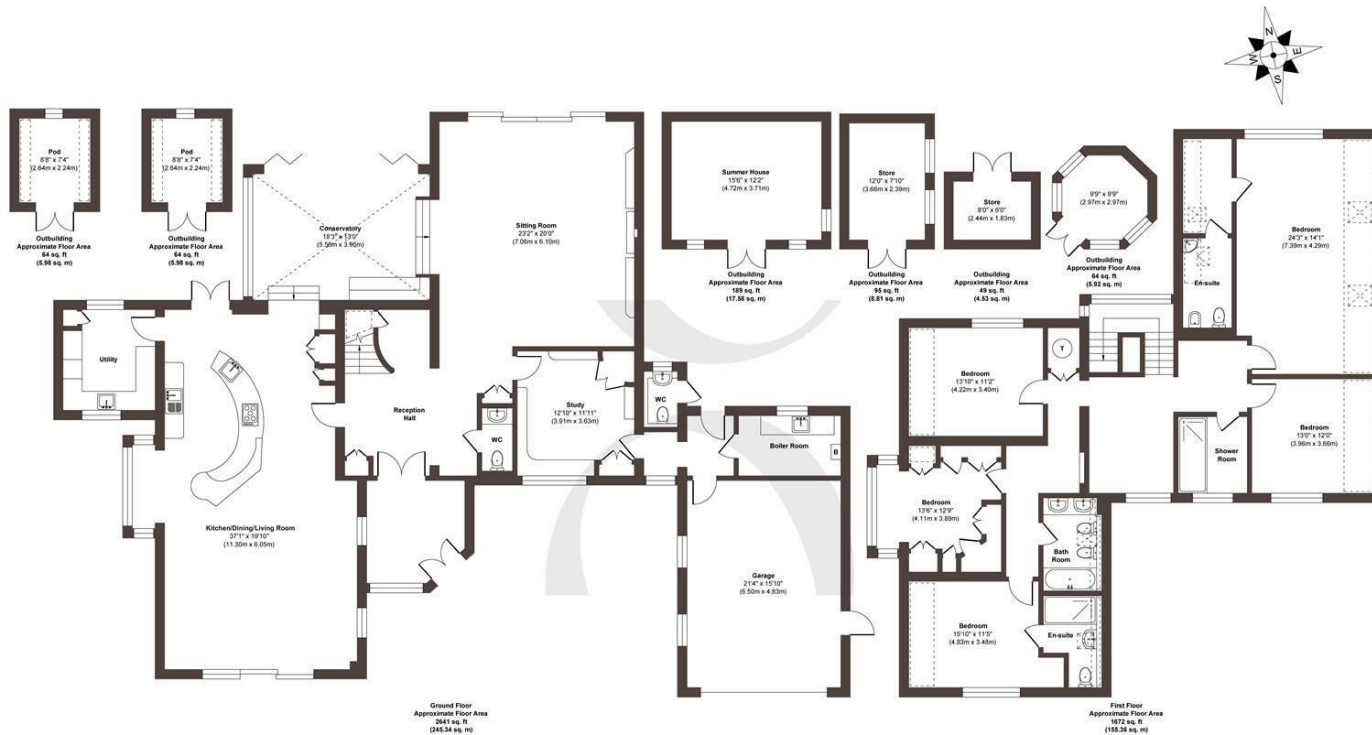 N
E
S
W
Pod
8'8" x 7'4"
(2.64m x 2.24m)
Outbuilding
Approximate Floor Area
64 sq. ft
(5.98 sq. m)
Pod
8'8" x 7'4"
(2.64m x 2.24m)
Outbuilding
Approximate Floor Area
64 sq. ft
(5.98 sq. m)
Conservatory
18'3" x 13'0"
(5.58m x 3.96m)
Sitting Room
23'2" x 20'0"
(7.06m x 6.10m)
Summer House
15'6" x 12'2"
(4.72m x 3.71m)
Outbuilding
Approximate Floor Area
189 sq. ft
(17.58 sq. m)
Store
12'0" x 7'10"
(3.66m x 2.39m)
Outbuilding
Approximate Floor Area
95 sq. ft
(8.81 sq. m)
Store
8'0" x 6'0"
(2.44m x 1.83m)
Outbuilding
Approximate Floor Area
49 sq. ft
(4.53 sq. m)
9'9" x 9'9"
(2.97m x 2.97m)
Outbuilding
Approximate Floor Area
64 sq. ft
(5.92 sq. m)
Bedroom
24'3" x 14'1"
(7.39m x 4.29m)
En-suite
Utility
Reception
Hall
WC
Study
12'10" x 11'11"
(3.91m x 3.63m)
WC
Boiler Room
B
Kitchen/Dining/Living Room
37'1" x 19'10"
(11.30m x 6.05m)
Garage
21'4" x 15'10"
(6.50m x 4.83m)
Bedroom
13'10" x 11'2"
(4.22m x 3.40m)
T
Shower
Room
Bedroom
13'0" x 12'0"
(3.96m x 3.66m)
Bedroom
13'6" x 12'9"
(4.11m x 3.89m)
Bath
Room
Bedroom
15'10" x 11'5"
(4.83m x 3.48m)
En-suite
Ground Floor
Approximate Floor Area
2641 sq. ft
(245.34 sq. m)
First Floor
Approximate Floor Area
1672 sq. ft
(155.36 sq. m)